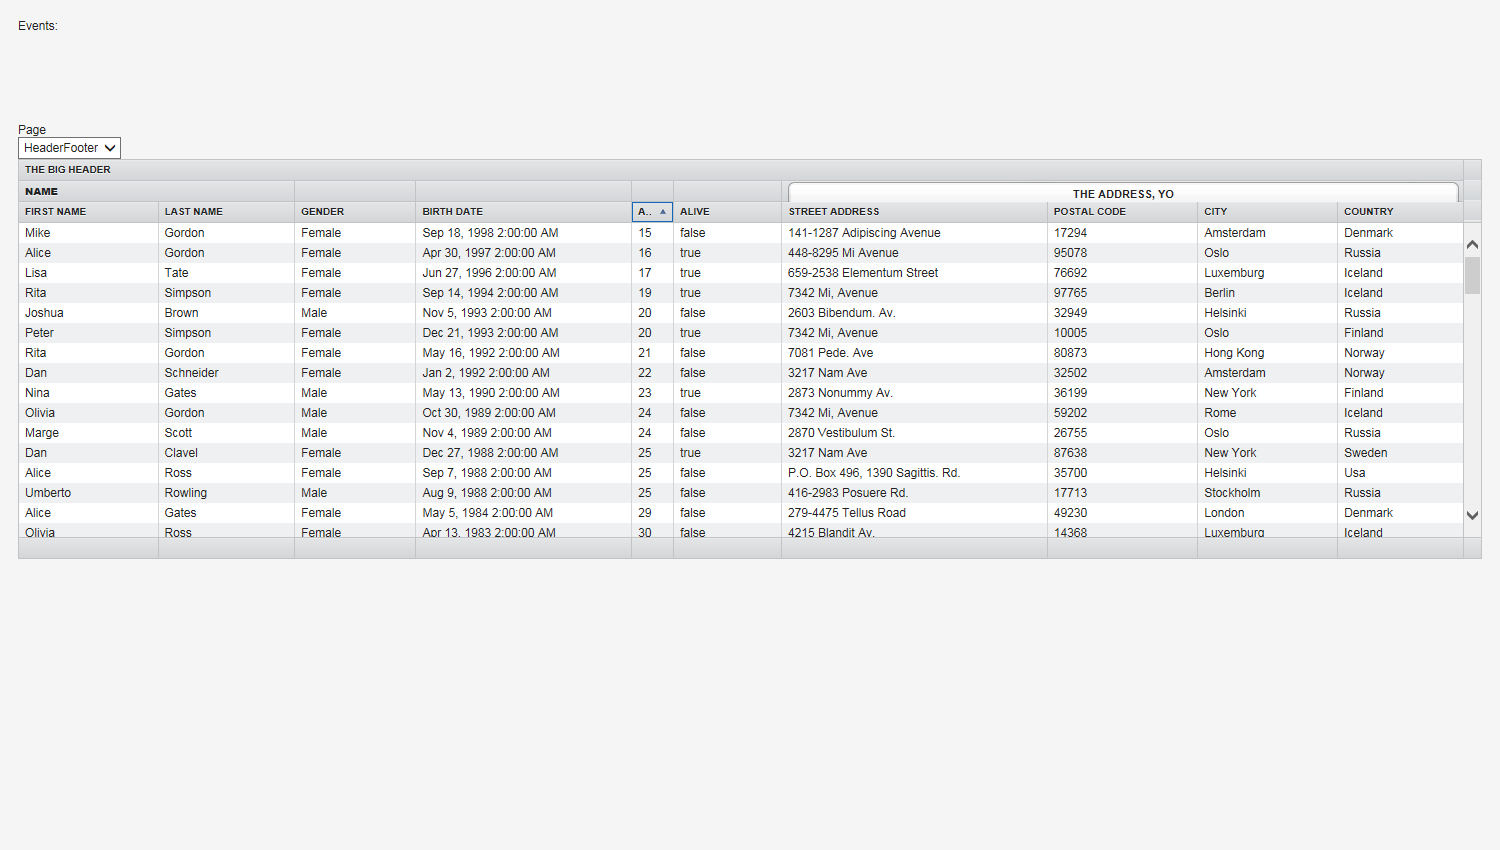 Events:
Page
HeaderFooter
THE BIG HEADER
NAME THE ADDRESS, YO
FIRST NAME LAST NAME GENDER BIRTH DATE A.. ALIVE STREET ADDRESS POSTAL CODE CITY COUNTRY
Mike Gordon Female Sep 18, 1998 2:00:00 AM 15 false 141-1287 Adipiscing Avenue 17294 Amsterdam Denmark
Alice Gordon Female Apr 30, 1997 2:00:00 AM 16 true 448-8295 Mi Avenue 95078 Oslo Russia
Lisa Tate Female Jun 27, 1996 2:00:00 AM 17 true 659-2538 Elementum Street 76692 Luxemburg Iceland
Rita Simpson Female Sep 14, 1994 2:00:00 AM 19 true 7342 Mi, Avenue 97765 Berlin Iceland
Joshua Brown Male Nov 5, 1993 2:00:00 AM 20 false 2603 Bibendum. Av. 32949 Helsinki Russia
Peter Simpson Female Dec 21, 1993 2:00:00 AM 20 true 7342 Mi, Avenue 10005 Oslo Finland
Rita Gordon Female May 16, 1992 2:00:00 AM 21 false 7081 Pede. Ave 80873 Hong Kong Norway
Dan Schneider Female Jan 2, 1992 2:00:00 AM 22 false 3217 Nam Ave 32502 Amsterdam Norway
Nina Gates Male May 13, 1990 2:00:00 AM 23 true 2873 Nonummy Av. 36199 New York Finland
Olivia Gordon Male Oct 30, 1989 2:00:00 AM 24 false 7342 Mi, Avenue 59202 Rome Iceland
Marge Scott Male Nov 4, 1989 2:00:00 AM 24 false 2870 Vestibulum St. 26755 Oslo Russia
Dan Clavel Female Dec 27, 1988 2:00:00 AM 25 true 3217 Nam Ave 87638 New York Sweden
Alice Ross Female Sep 7, 1988 2:00:00 AM 25 false P.O. Box 496, 1390 Sagittis. Rd. 35700 Helsinki Usa
Umberto Rowling Male Aug 9, 1988 2:00:00 AM 25 false 416-2983 Posuere Rd. 17713 Stockholm Russia
Alice Gates Female May 5, 1984 2:00:00 AM 29 false 279-4475 Tellus Road 49230 London Denmark
Olivia Ross Female Apr 13, 1983 2:00:00 AM 30 false 4215 Blandit Av. 14368 Luxemburg Iceland